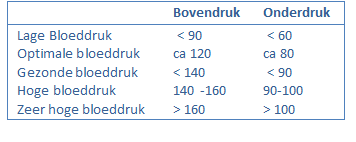 Bovendruk Onderdruk
Lage Bloeddruk < 90 < 60
Optimale bloeddruk ca 120 ca 80
Gezonde bloeddruk < 140 < 90
Hoge bloeddruk 140 -160 90-100
Zeer hoge bloeddruk > 160 > 100